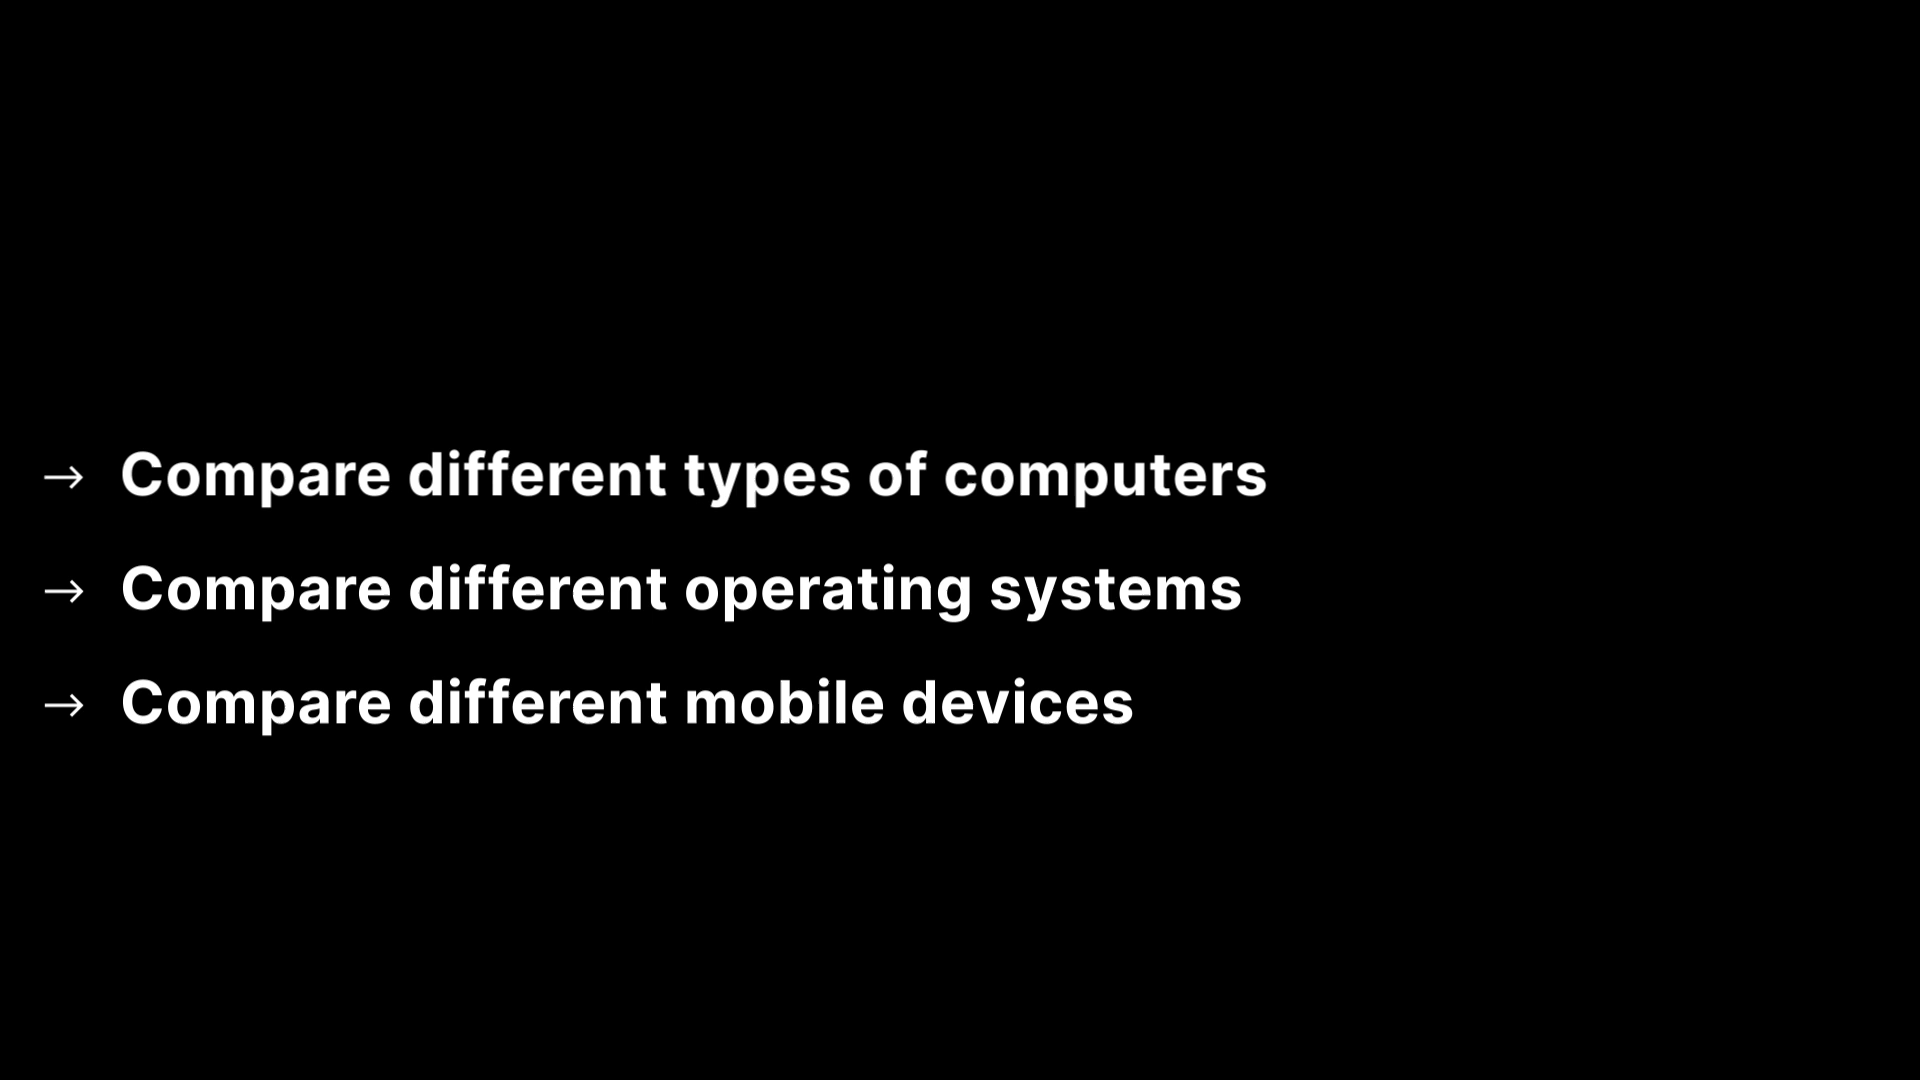 → Compare different types of computers
→ Compare different operating systems
→ Compare different mobile devices